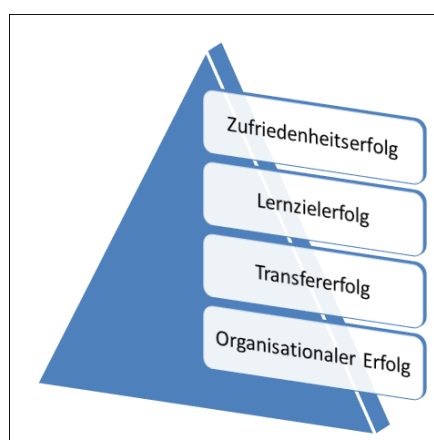 Zufriedenheitserfolg
Lernzielerfolg
Transfererfolg
Organisationaler Erfolg